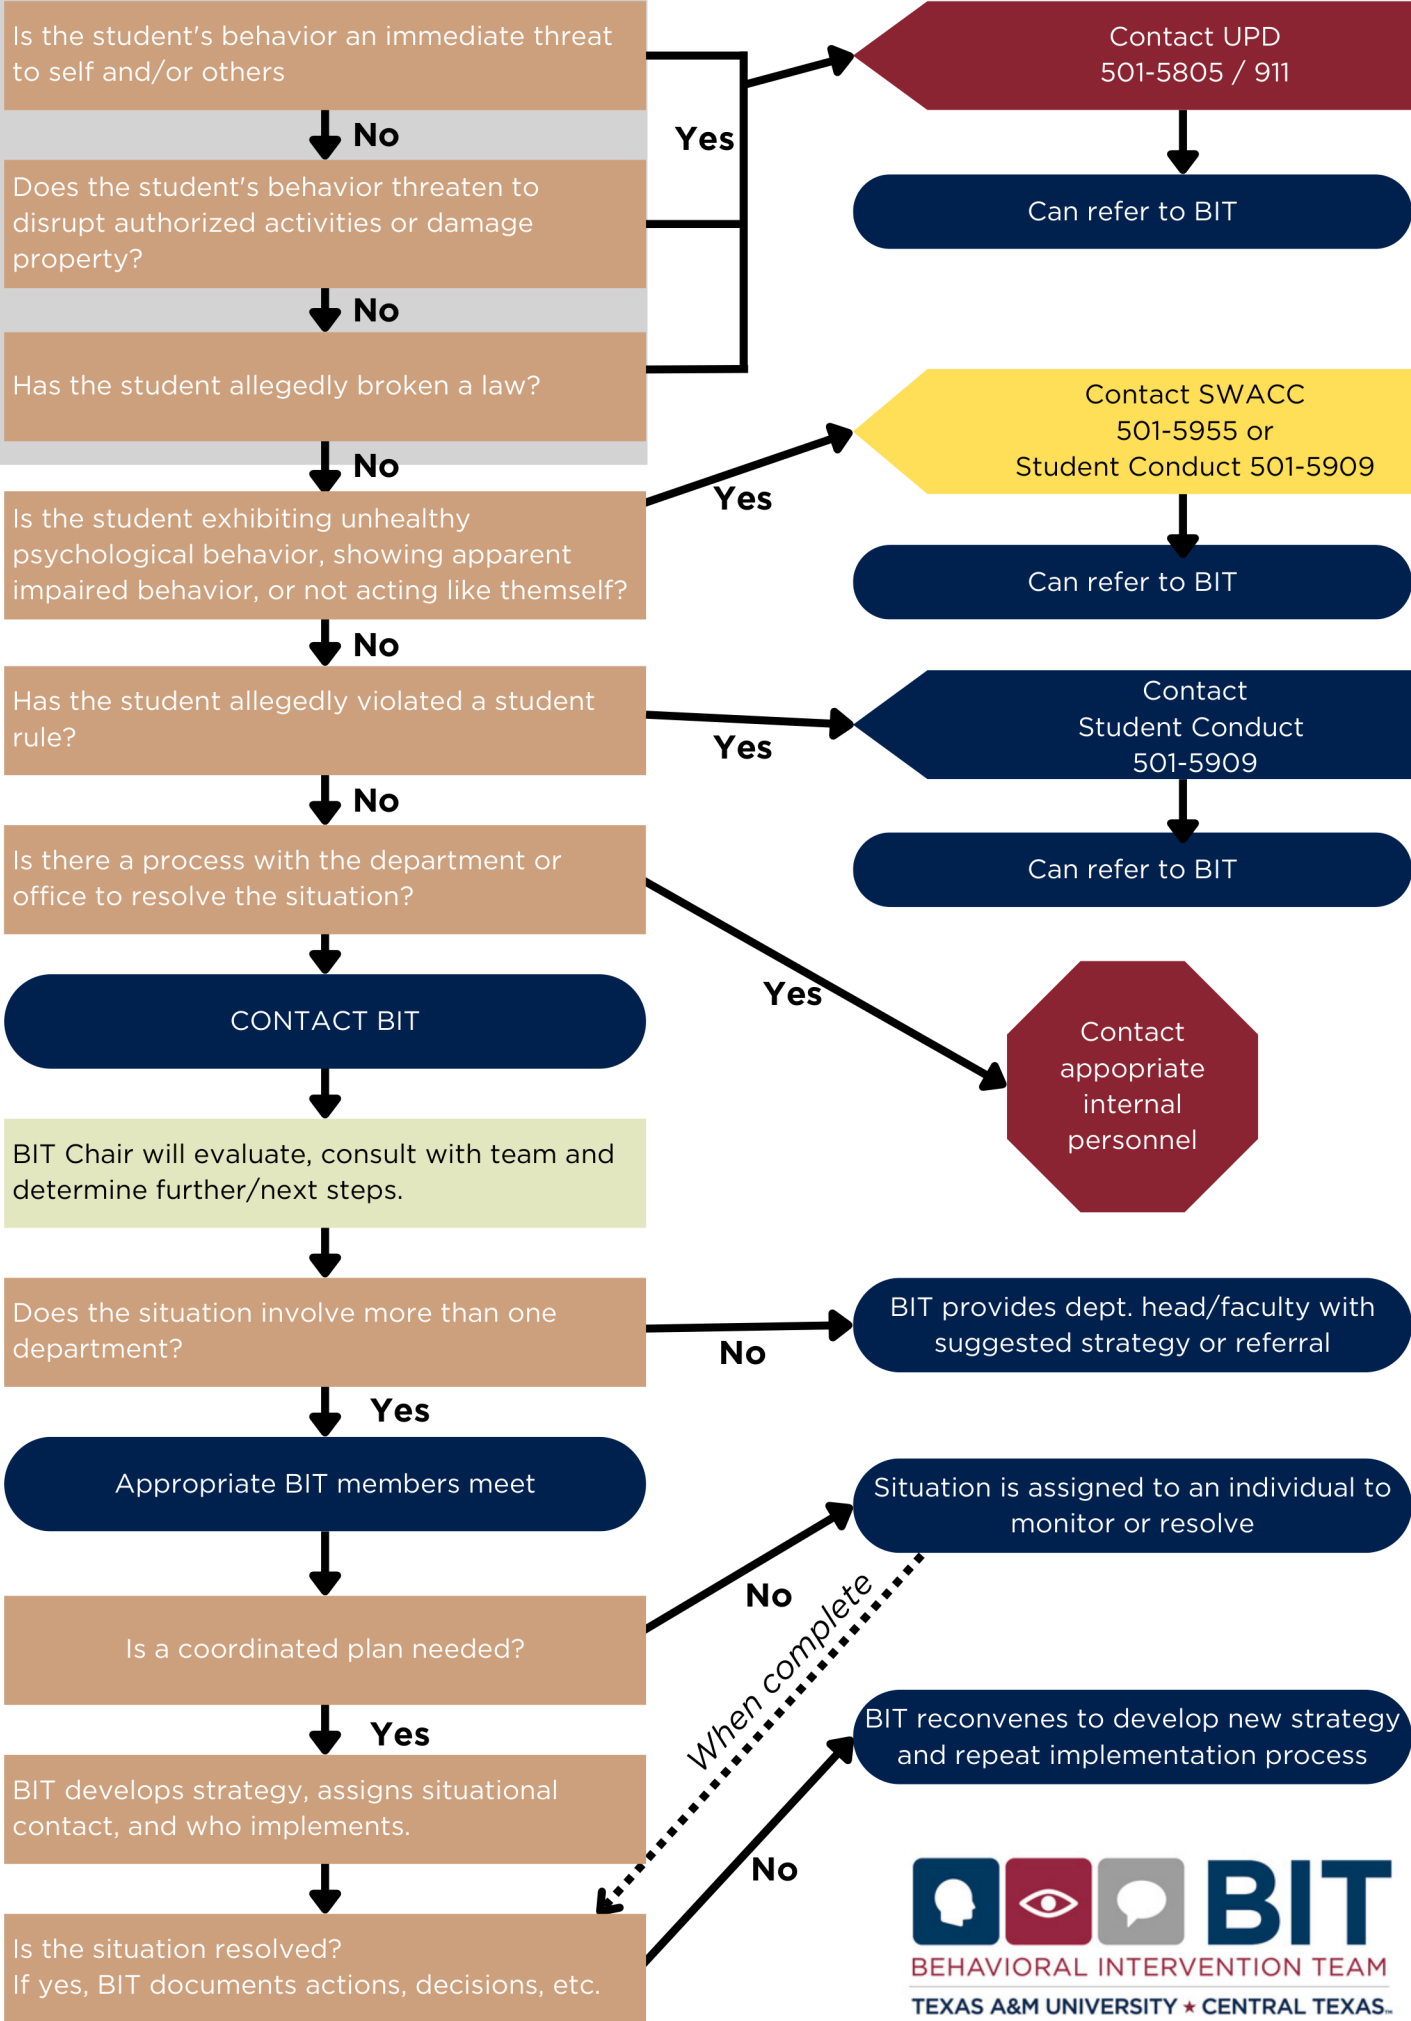 Is the student's behavior an immediate threat
to self and/or others
Contact UPD
501-5805 / 911
Yes
No
Does the student's behavior threaten to
disrupt authorized activities or damage
property?
Can refer to BIT
No
Has the student allegedly broken a law?
Contact SWACC
501-5955 or
Student Conduct 501-5909
No
Yes
Is the student exhibiting unhealthy
psychological behavior, showing apparent
impaired behavior, or not acting like themself?
Can refer to BIT
No
Has the student allegedly violated a student
rule?
Yes
Contact
Student Conduct
501-5909
No
Is there a process with the department or
office to resolve the situation?
Can refer to BIT
Yes
CONTACT BIT
Contact
appopriate
internal
personnel
BIT Chair will evaluate, consult with team and
determine further/next steps.
Does the situation involve more than one
department?
No
BIT provides dept. head/faculty with
suggested strategy or referral
Yes
Appropriate BIT members meet
Situation is assigned to an individual to
monitor or resolve
No
When complete
Is a coordinated plan needed?
Yes
BIT reconvenes to develop new strategy
and repeat implementation process
BIT develops strategy, assigns situational
contact, and who implements.
No
Is the situation resolved?
If yes, BIT documents actions, decisions, etc.
BIT
BEHAVIORAL INTERVENTION TEAM
TEXAS A&M UNIVERSITY ★ CENTRAL TEXAS™